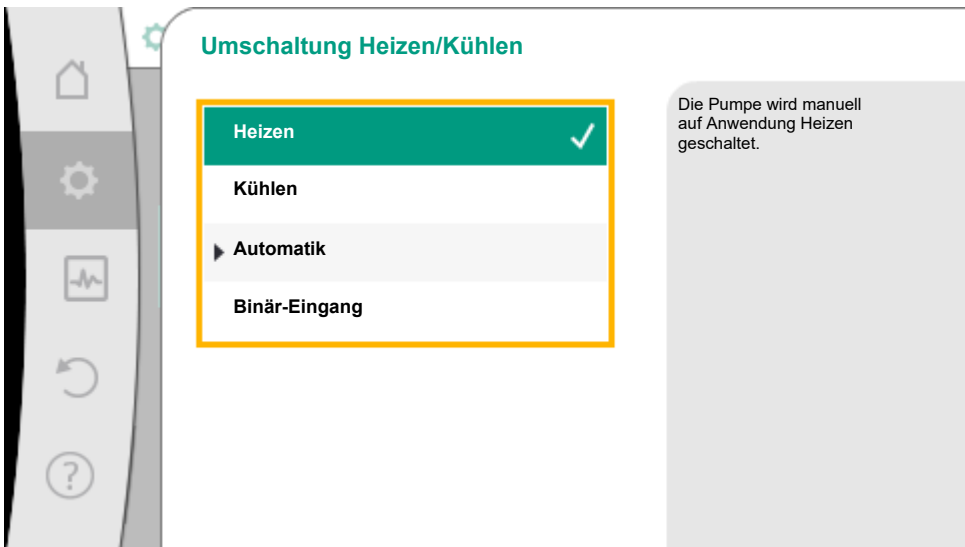 Umschaltung Heizen/Kühlen
Heizen
Kühlen
Automatik
Binär-Eingang
Die Pumpe wird manuell
auf Anwendung Heizen
geschaltet.
?